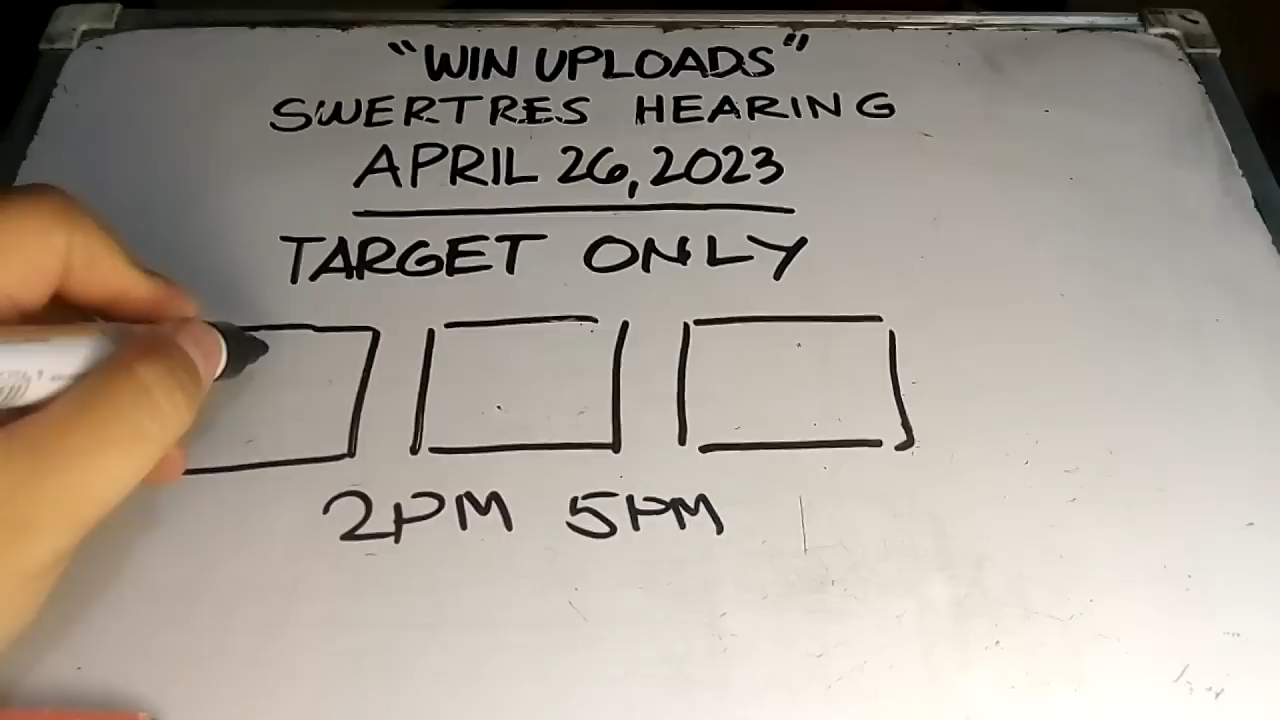 "WIN UPLOADS"
SWERTRES HEARING
APRIL 26, 2023
TARGET ONLY
2PM 5PM